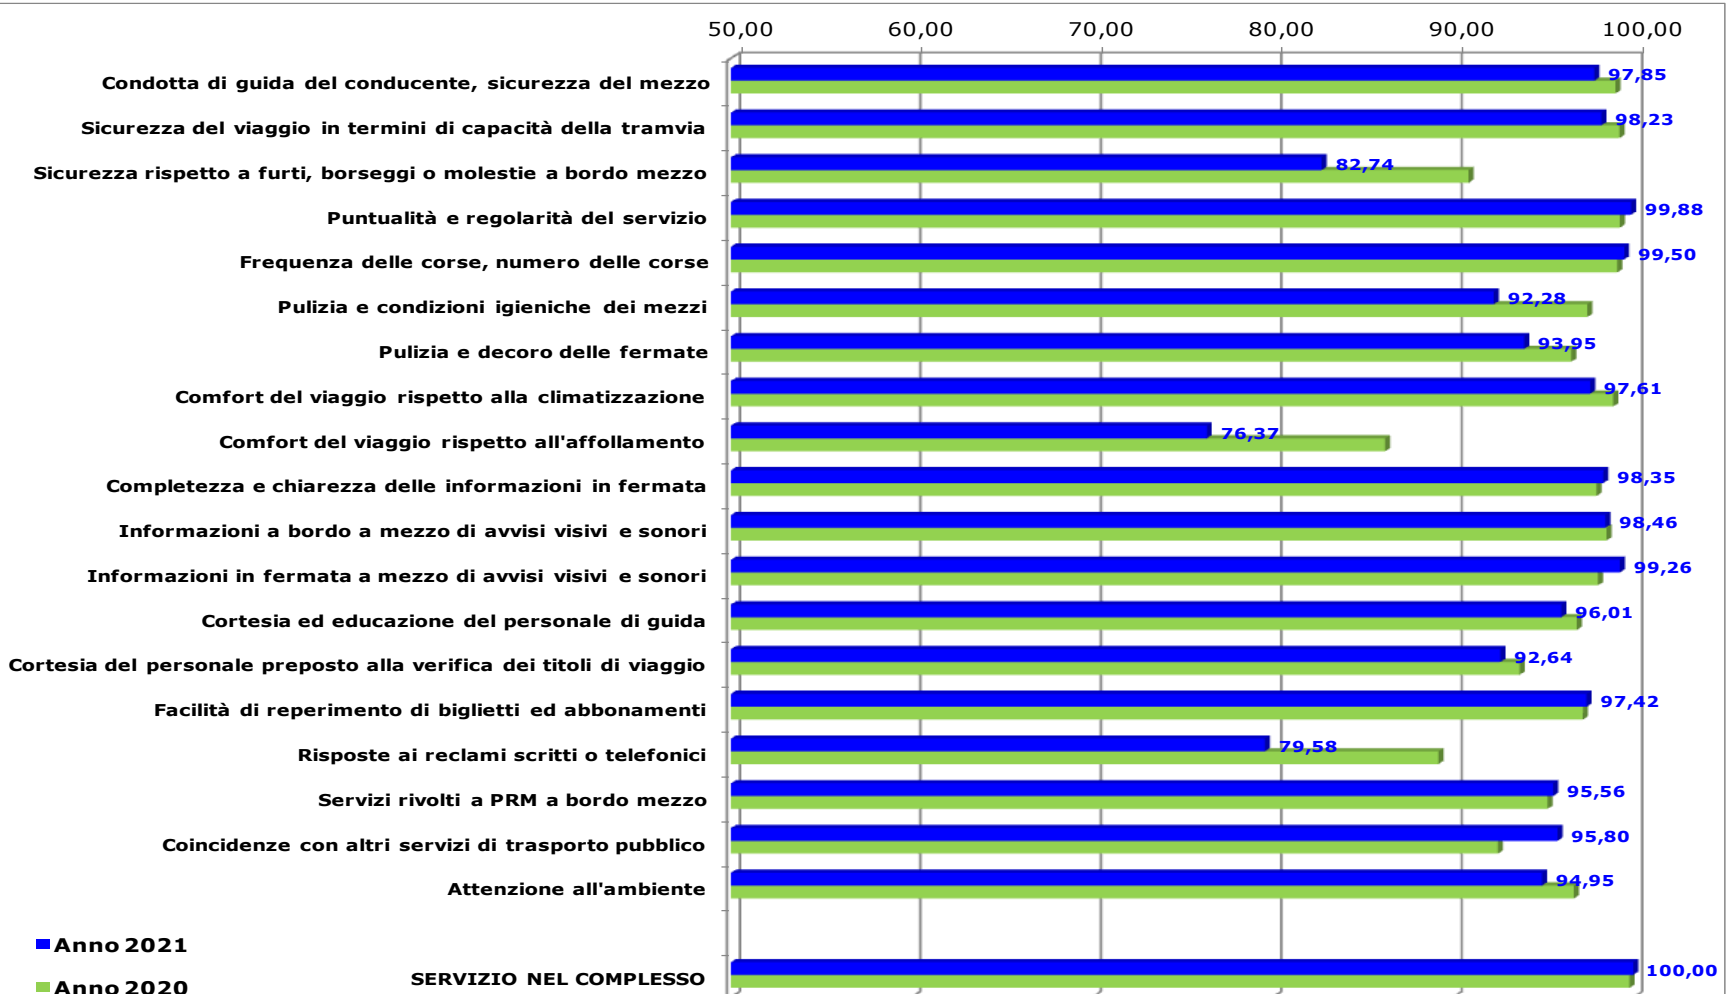 50,00 60,00 70,00 80,00 90,00 100,00
Condotta di guida del conducente, sicurezza del mezzo 97,85
Sicurezza del viaggio in termini di capacità della tramvia 98,23
Sicurezza rispetto a furti, borseggi o molestie a bordo mezzo 82,74
Puntualità e regolarità del servizio 99,88
Frequenza delle corse, numero delle corse 99,50
Pulizia e condizioni igieniche dei mezzi 92,28
Pulizia e decoro delle fermate 93,95
Comfort del viaggio rispetto alla climatizzazione 97,61
Comfort del viaggio rispetto all'affollamento 76,37
Completezza e chiarezza delle informazioni in fermata 98,35
Informazioni a bordo a mezzo di avvisi visivi e sonori 98,46
Informazioni in fermata a mezzo di avvisi visivi e sonori 99,26
Cortesia ed educazione del personale di guida 96,01
Cortesia del personale preposto alla verifica dei titoli di viaggio 92,64
Facilità di reperimento di biglietti ed abbonamenti 97,42
Risposte ai reclami scritti o telefonici 79,58
Servizi rivolti a PRM a bordo mezzo 95,56
Coincidenze con altri servizi di trasporto pubblico 95,80
Attenzione all'ambiente 94,95
Anno 2021
SERVIZIO NEL COMPLESSO 100,00
Anno 2020